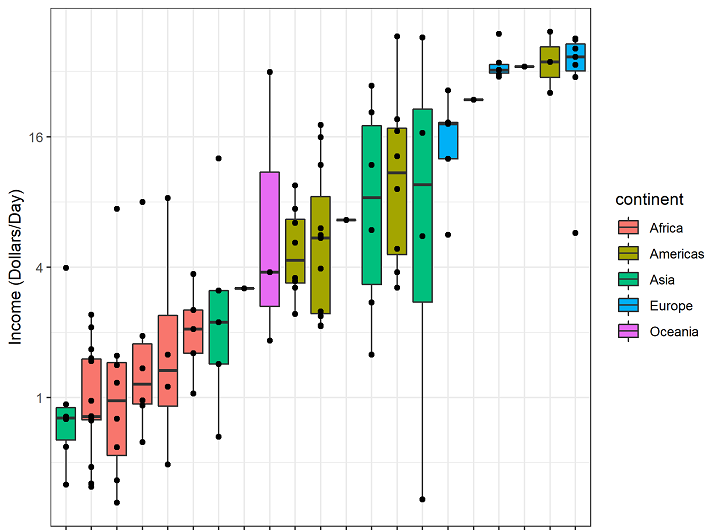 Income (Dollars/Day)
16
4
1
continent
Africa
Americas
Asia
Europe
Oceania